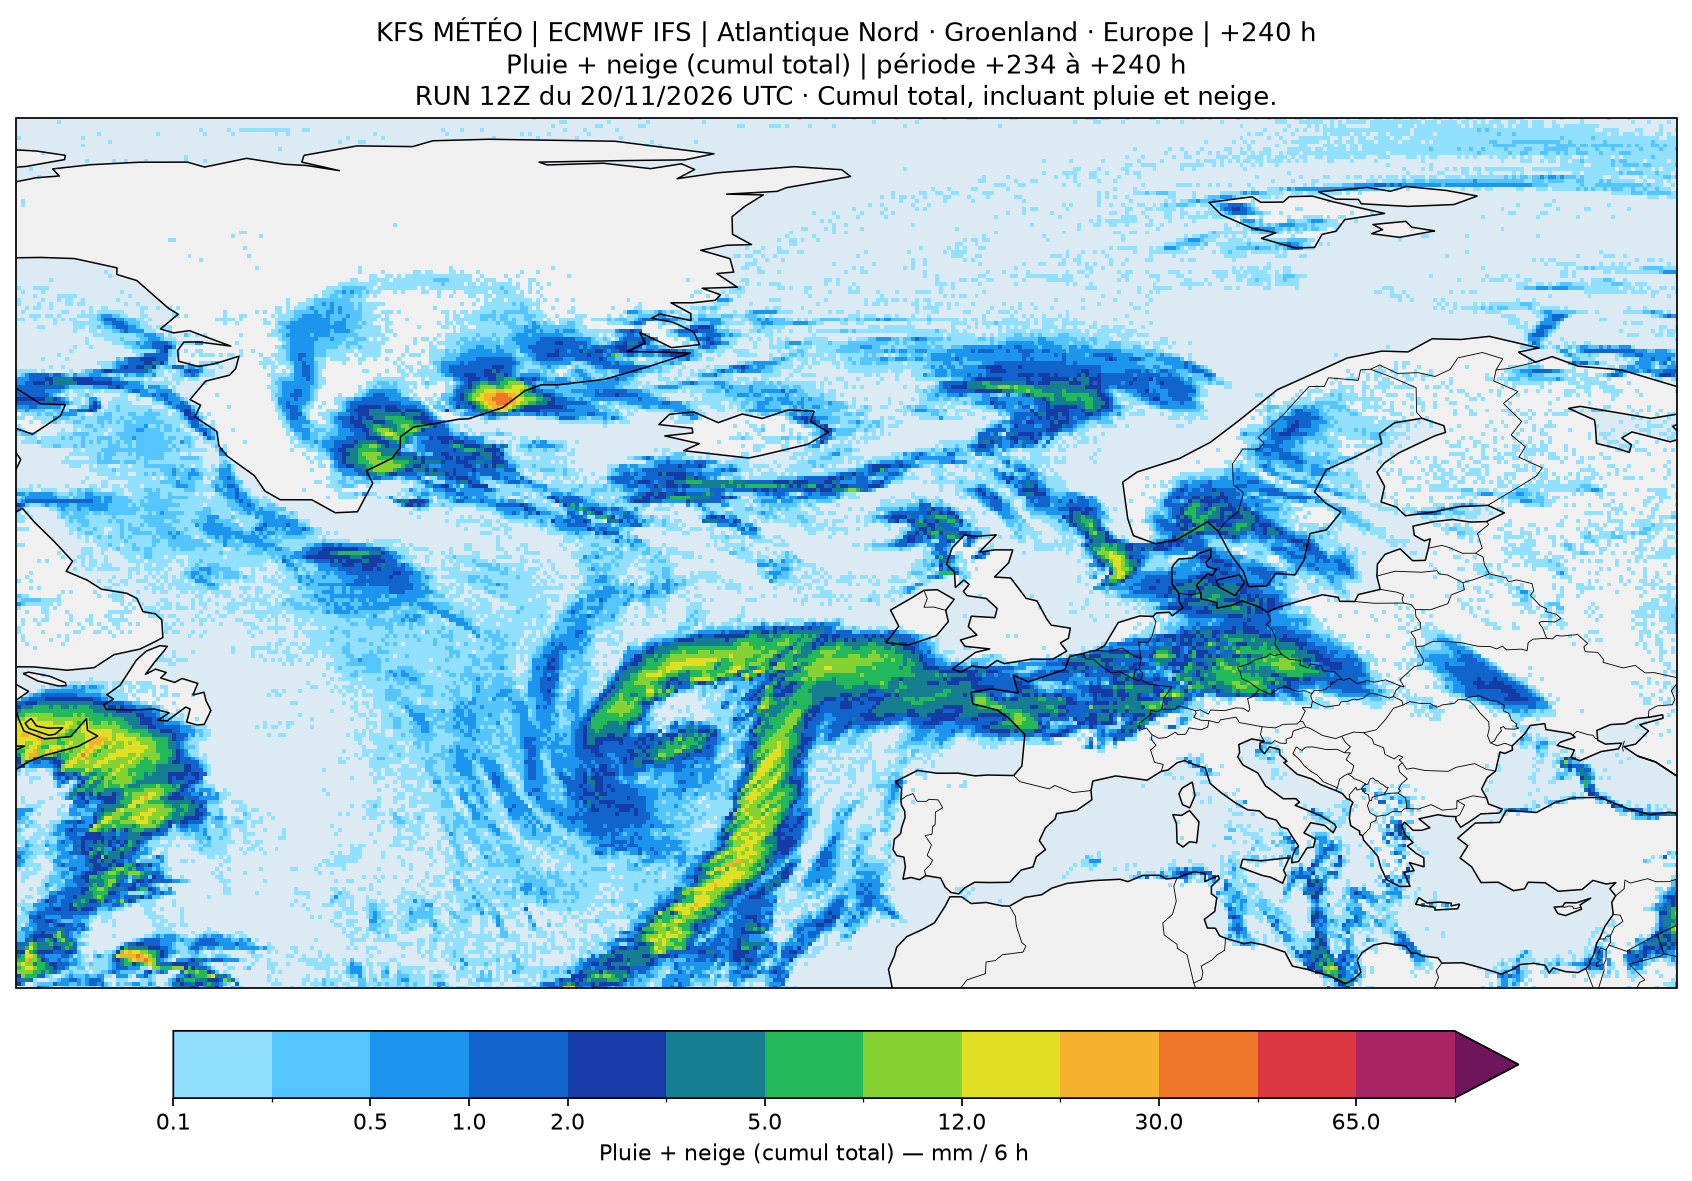 KFS MÉTÉO | ECMWF IFS | Atlantique Nord · Groenland · Europe | +240 h
Pluie + neige (cumul total) | période +234 à +240 h
RUN 12Z du 20/11/2026 UTC · Cumul total, incluant pluie et neige.
0.1 0.5 1.0 2.0 5.0 12.0 30.0 65.0
Pluie + neige (cumul total) — mm / 6 h